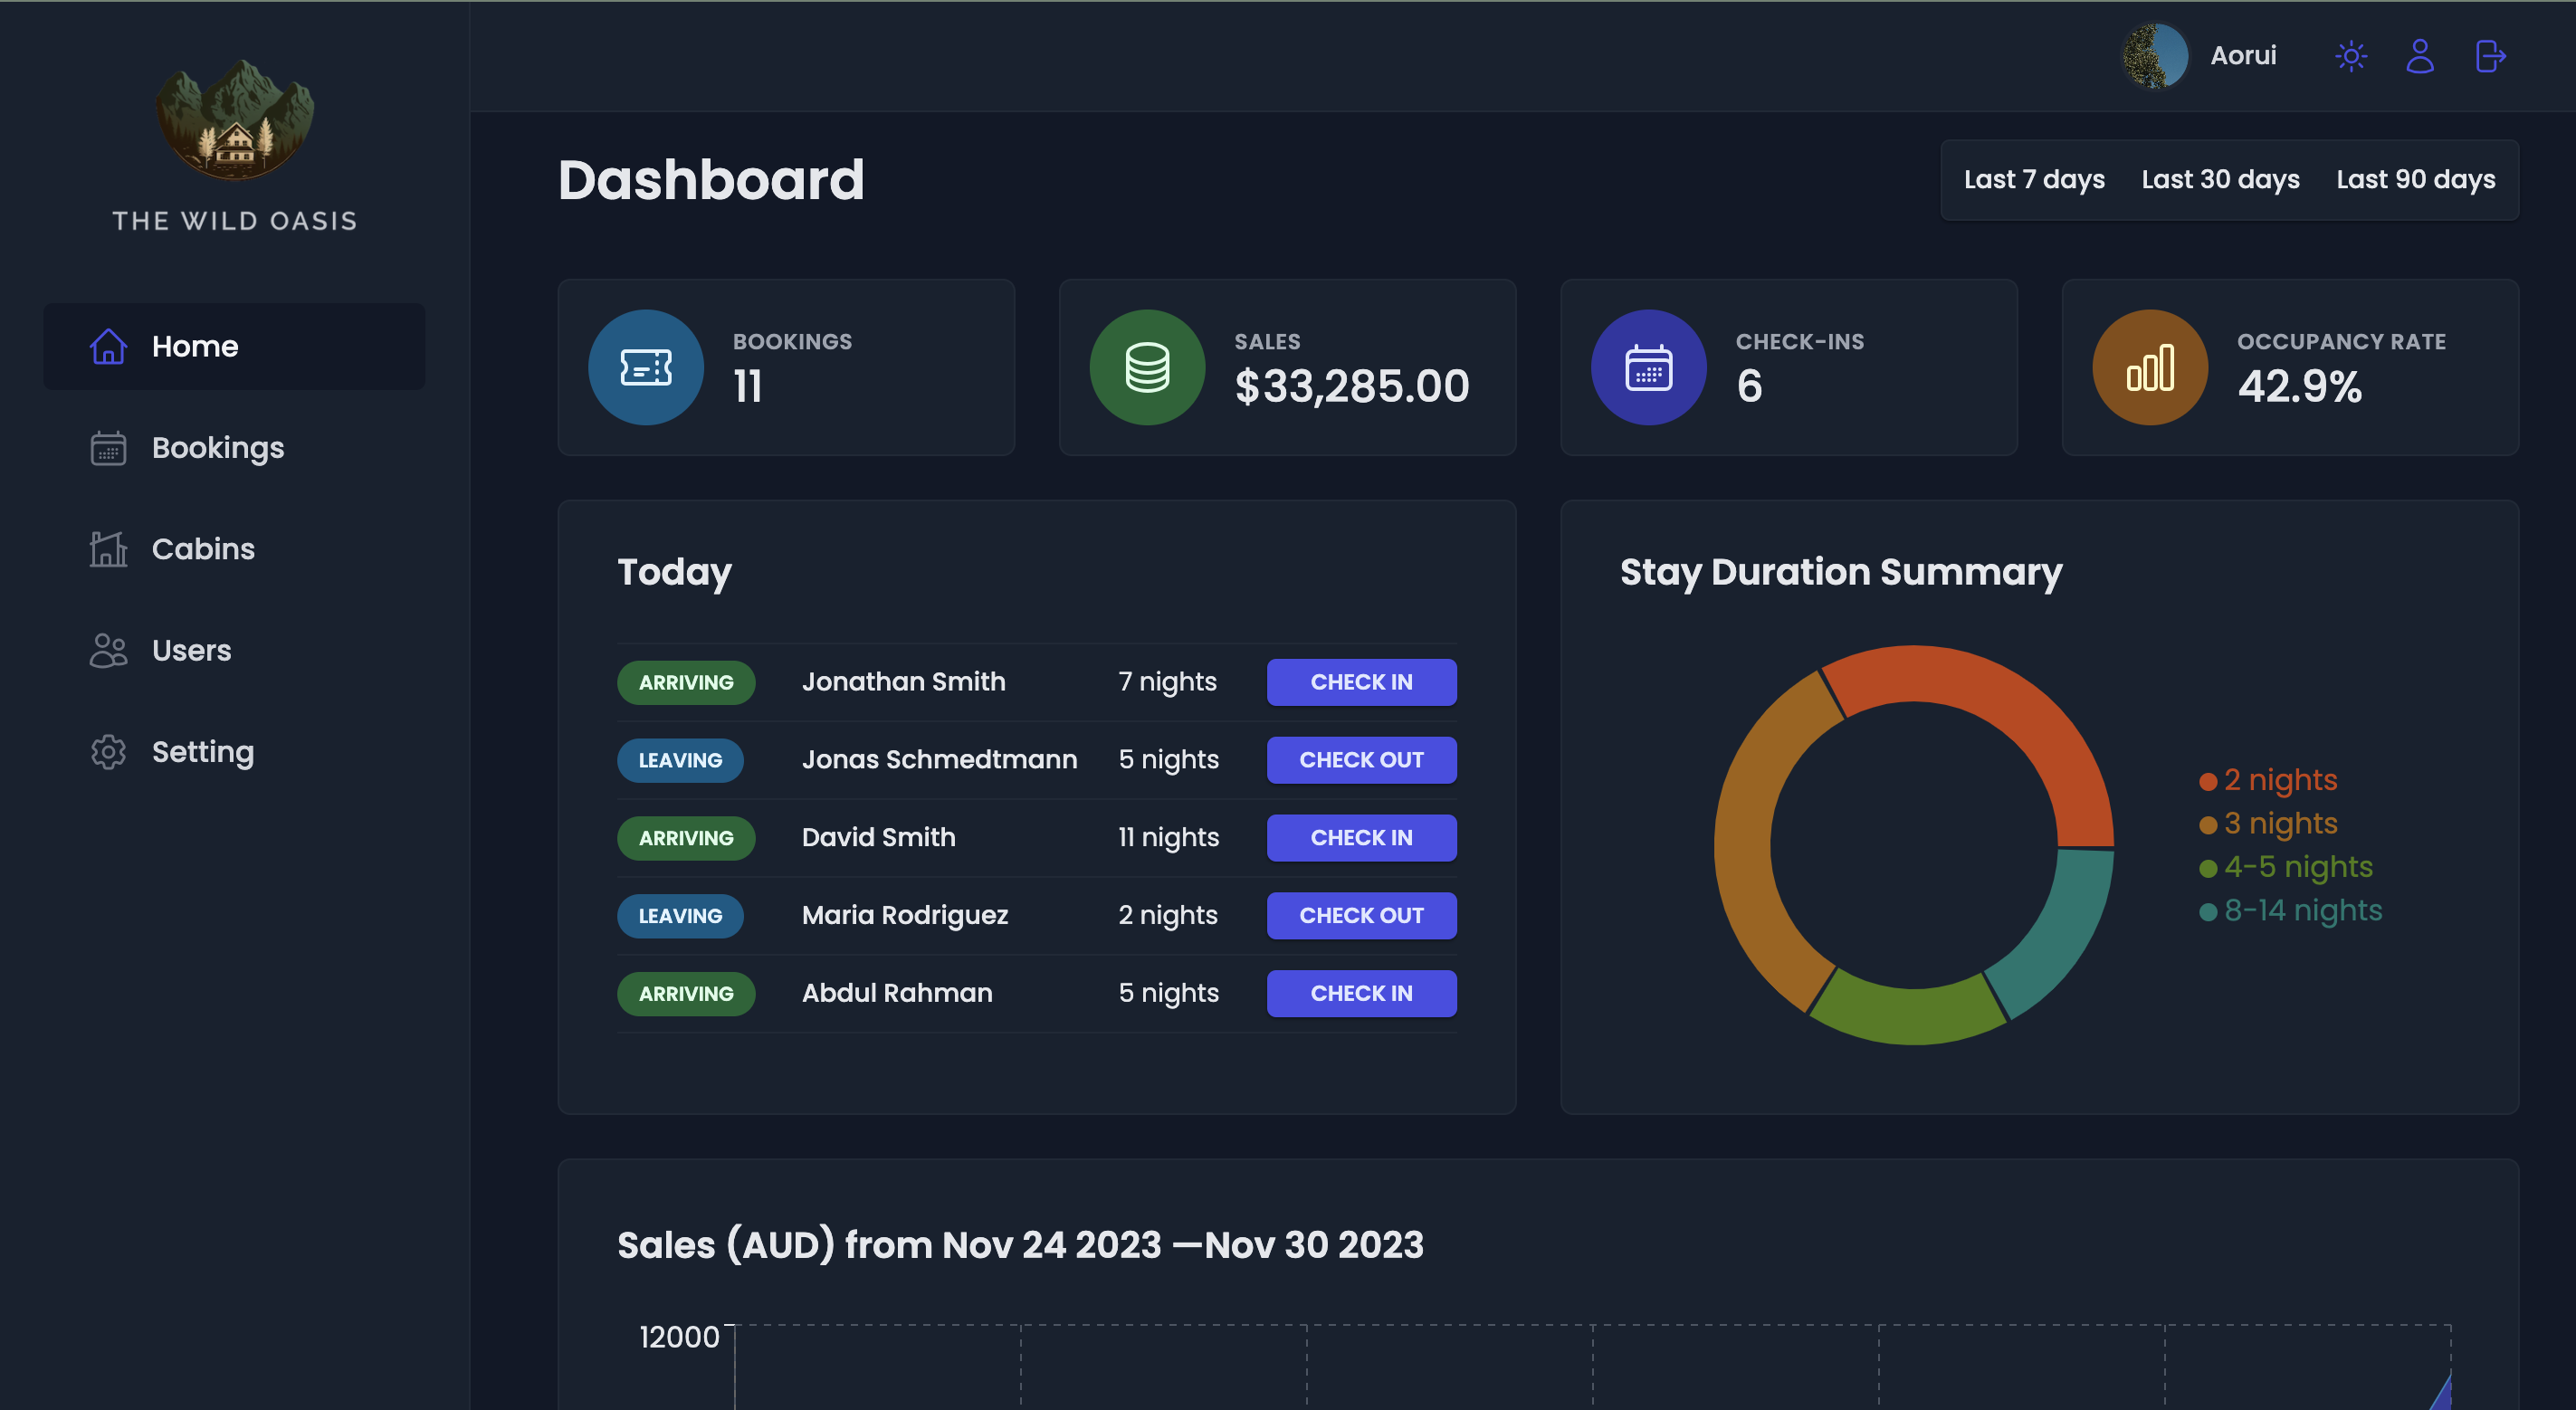 Aorui
THE WILD OASIS
Home
Bookings
Cabins
Users
Setting
Dashboard
Last 7 days Last 30 days Last 90 days
BOOKINGS
11
SALES
$33,285.00
CHECK-INS
6
OCCUPANCY RATE
42.9%
Today
ARRIVING Jonathan Smith 7 nights CHECK IN
LEAVING Jonas Schmedtmann 5 nights CHECK OUT
ARRIVING David Smith 11 nights CHECK IN
LEAVING Maria Rodriguez 2 nights CHECK OUT
ARRIVING Abdul Rahman 5 nights CHECK IN
Stay Duration Summary
2 nights
3 nights
4-5 nights
8-14 nights
Sales (AUD) from Nov 24 2023 —Nov 30 2023
12000